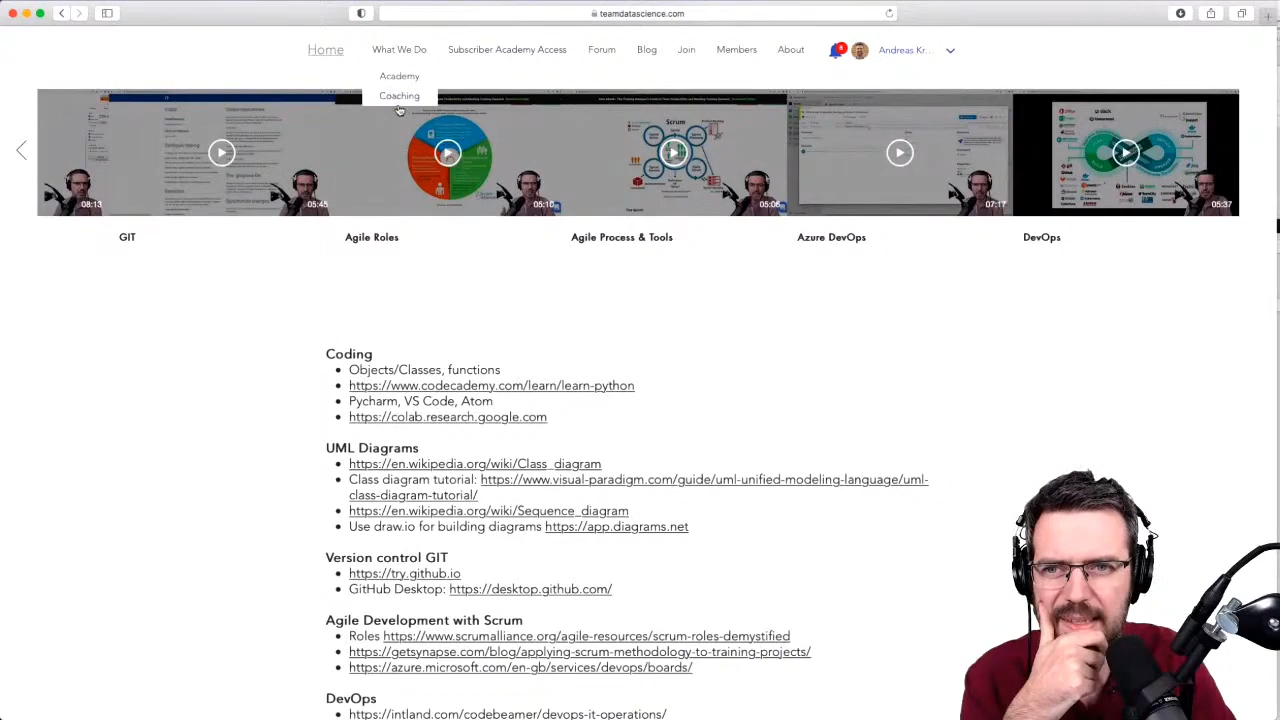 teamdatascience.com
Home What We Do Subscriber Academy Access Forum Blog Join Members About 8 Andreas Kr...
Academy
Coaching
Scrum
slack
08:13 05:45 05:10 05:06 07:17 05:37
GIT Agile Roles Agile Process & Tools Azure DevOps DevOps
Coding
• Objects/Classes, functions
• https://www.codecademy.com/learn/learn-python
• Pycharm, VS Code, Atom
• https://colab.research.google.com
UML Diagrams
• https://en.wikipedia.org/wiki/Class_diagram
• Class diagram tutorial: https://www.visual-paradigm.com/guide/uml-unified-modeling-language/uml-
class-diagram-tutorial/
• https://en.wikipedia.org/wiki/Sequence_diagram
• Use draw.io for building diagrams https://app.diagrams.net
Version control GIT
• https://try.github.io
• GitHub Desktop: https://desktop.github.com/
Agile Development with Scrum
• Roles https://www.scrumalliance.org/agile-resources/scrum-roles-demystified
• https://getsynapse.com/blog/applying-scrum-methodology-to-training-projects/
• https://azure.microsoft.com/en-gb/services/devops/boards/
DevOps
• https://intland.com/codebeamer/devops-it-operations/